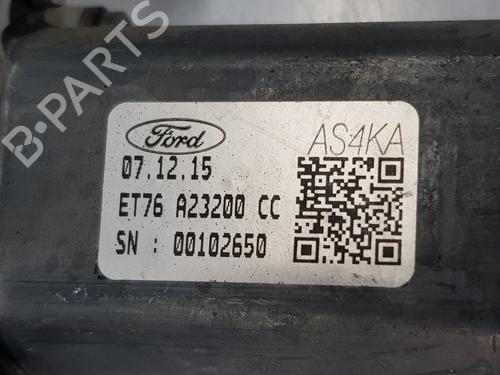 Ford
AS4KA
07.12.15
ET76 A23200 CC
SN : 00102650
B-PARTS